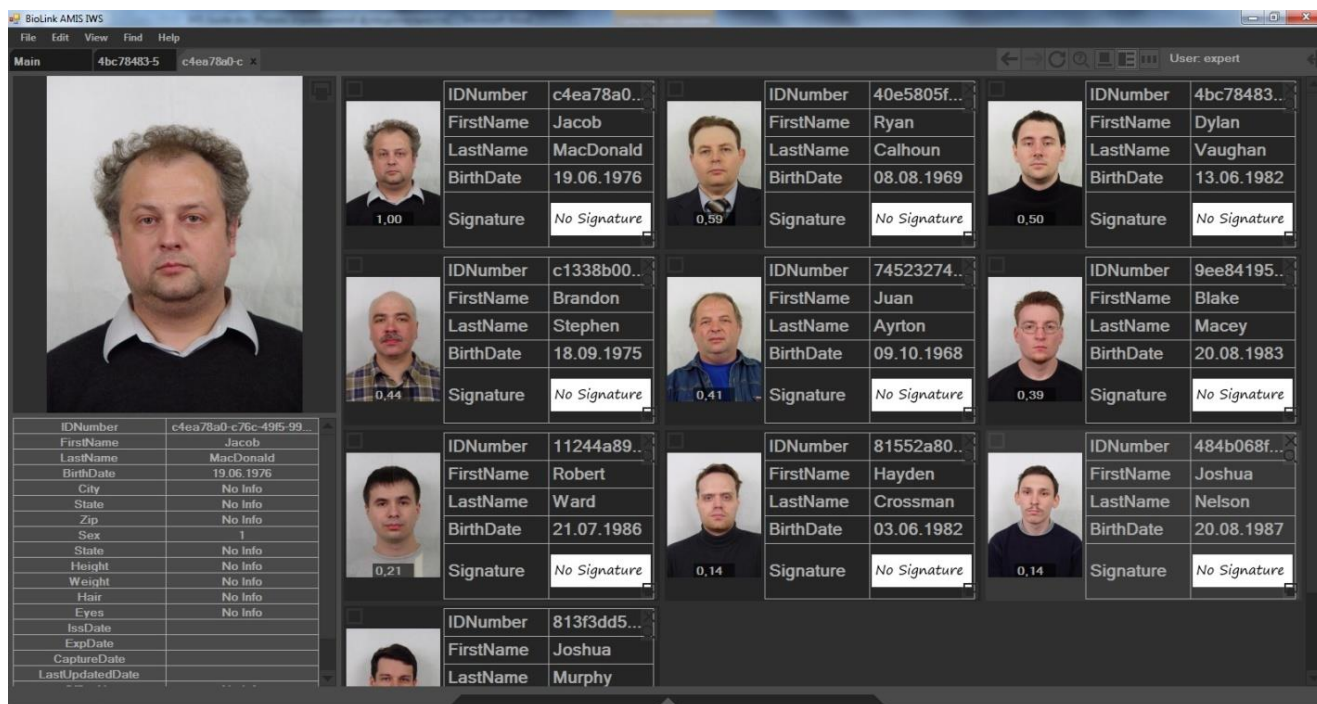 BioLink AMIS IWS
File Edit View Find Help
Main 4bc78483-5 c4ea78a0-c x
User: expert
IDNumber c4ea78a0...
FirstName Jacob
LastName MacDonald
BirthDate 19.06.1976
Signature No Signature
1,00
IDNumber 40e5805f...
FirstName Ryan
LastName Calhoun
BirthDate 08.08.1969
Signature No Signature
0,59
IDNumber 4bc78483...
FirstName Dylan
LastName Vaughan
BirthDate 13.06.1982
Signature No Signature
0,50
IDNumber c1338b00...
FirstName Brandon
LastName Stephen
BirthDate 18.09.1975
Signature No Signature
0,44
IDNumber 74523274...
FirstName Juan
LastName Ayrton
BirthDate 09.10.1968
Signature No Signature
0,41
IDNumber 9ee84195...
FirstName Blake
LastName Macey
BirthDate 20.08.1983
Signature No Signature
0,39
IDNumber 11244a89...
FirstName Robert
LastName Ward
BirthDate 21.07.1986
Signature No Signature
0,21
IDNumber 81552a80...
FirstName Hayden
LastName Crossman
BirthDate 03.06.1982
Signature No Signature
0,14
IDNumber 484b068f...
FirstName Joshua
LastName Nelson
BirthDate 20.08.1987
Signature No Signature
0,14
IDNumber 813f3dd5...
FirstName Joshua
LastName Murphy
IDNumber c4ea78a0-c76c-49f5-99...
FirstName Jacob
LastName MacDonald
BirthDate 19.06.1976
City No Info
State No Info
Zip No Info
Sex 1
State No Info
Height No Info
Weight No Info
Hair No Info
Eyes No Info
IssDate
ExpDate
CaptureDate
LastUpdatedDate